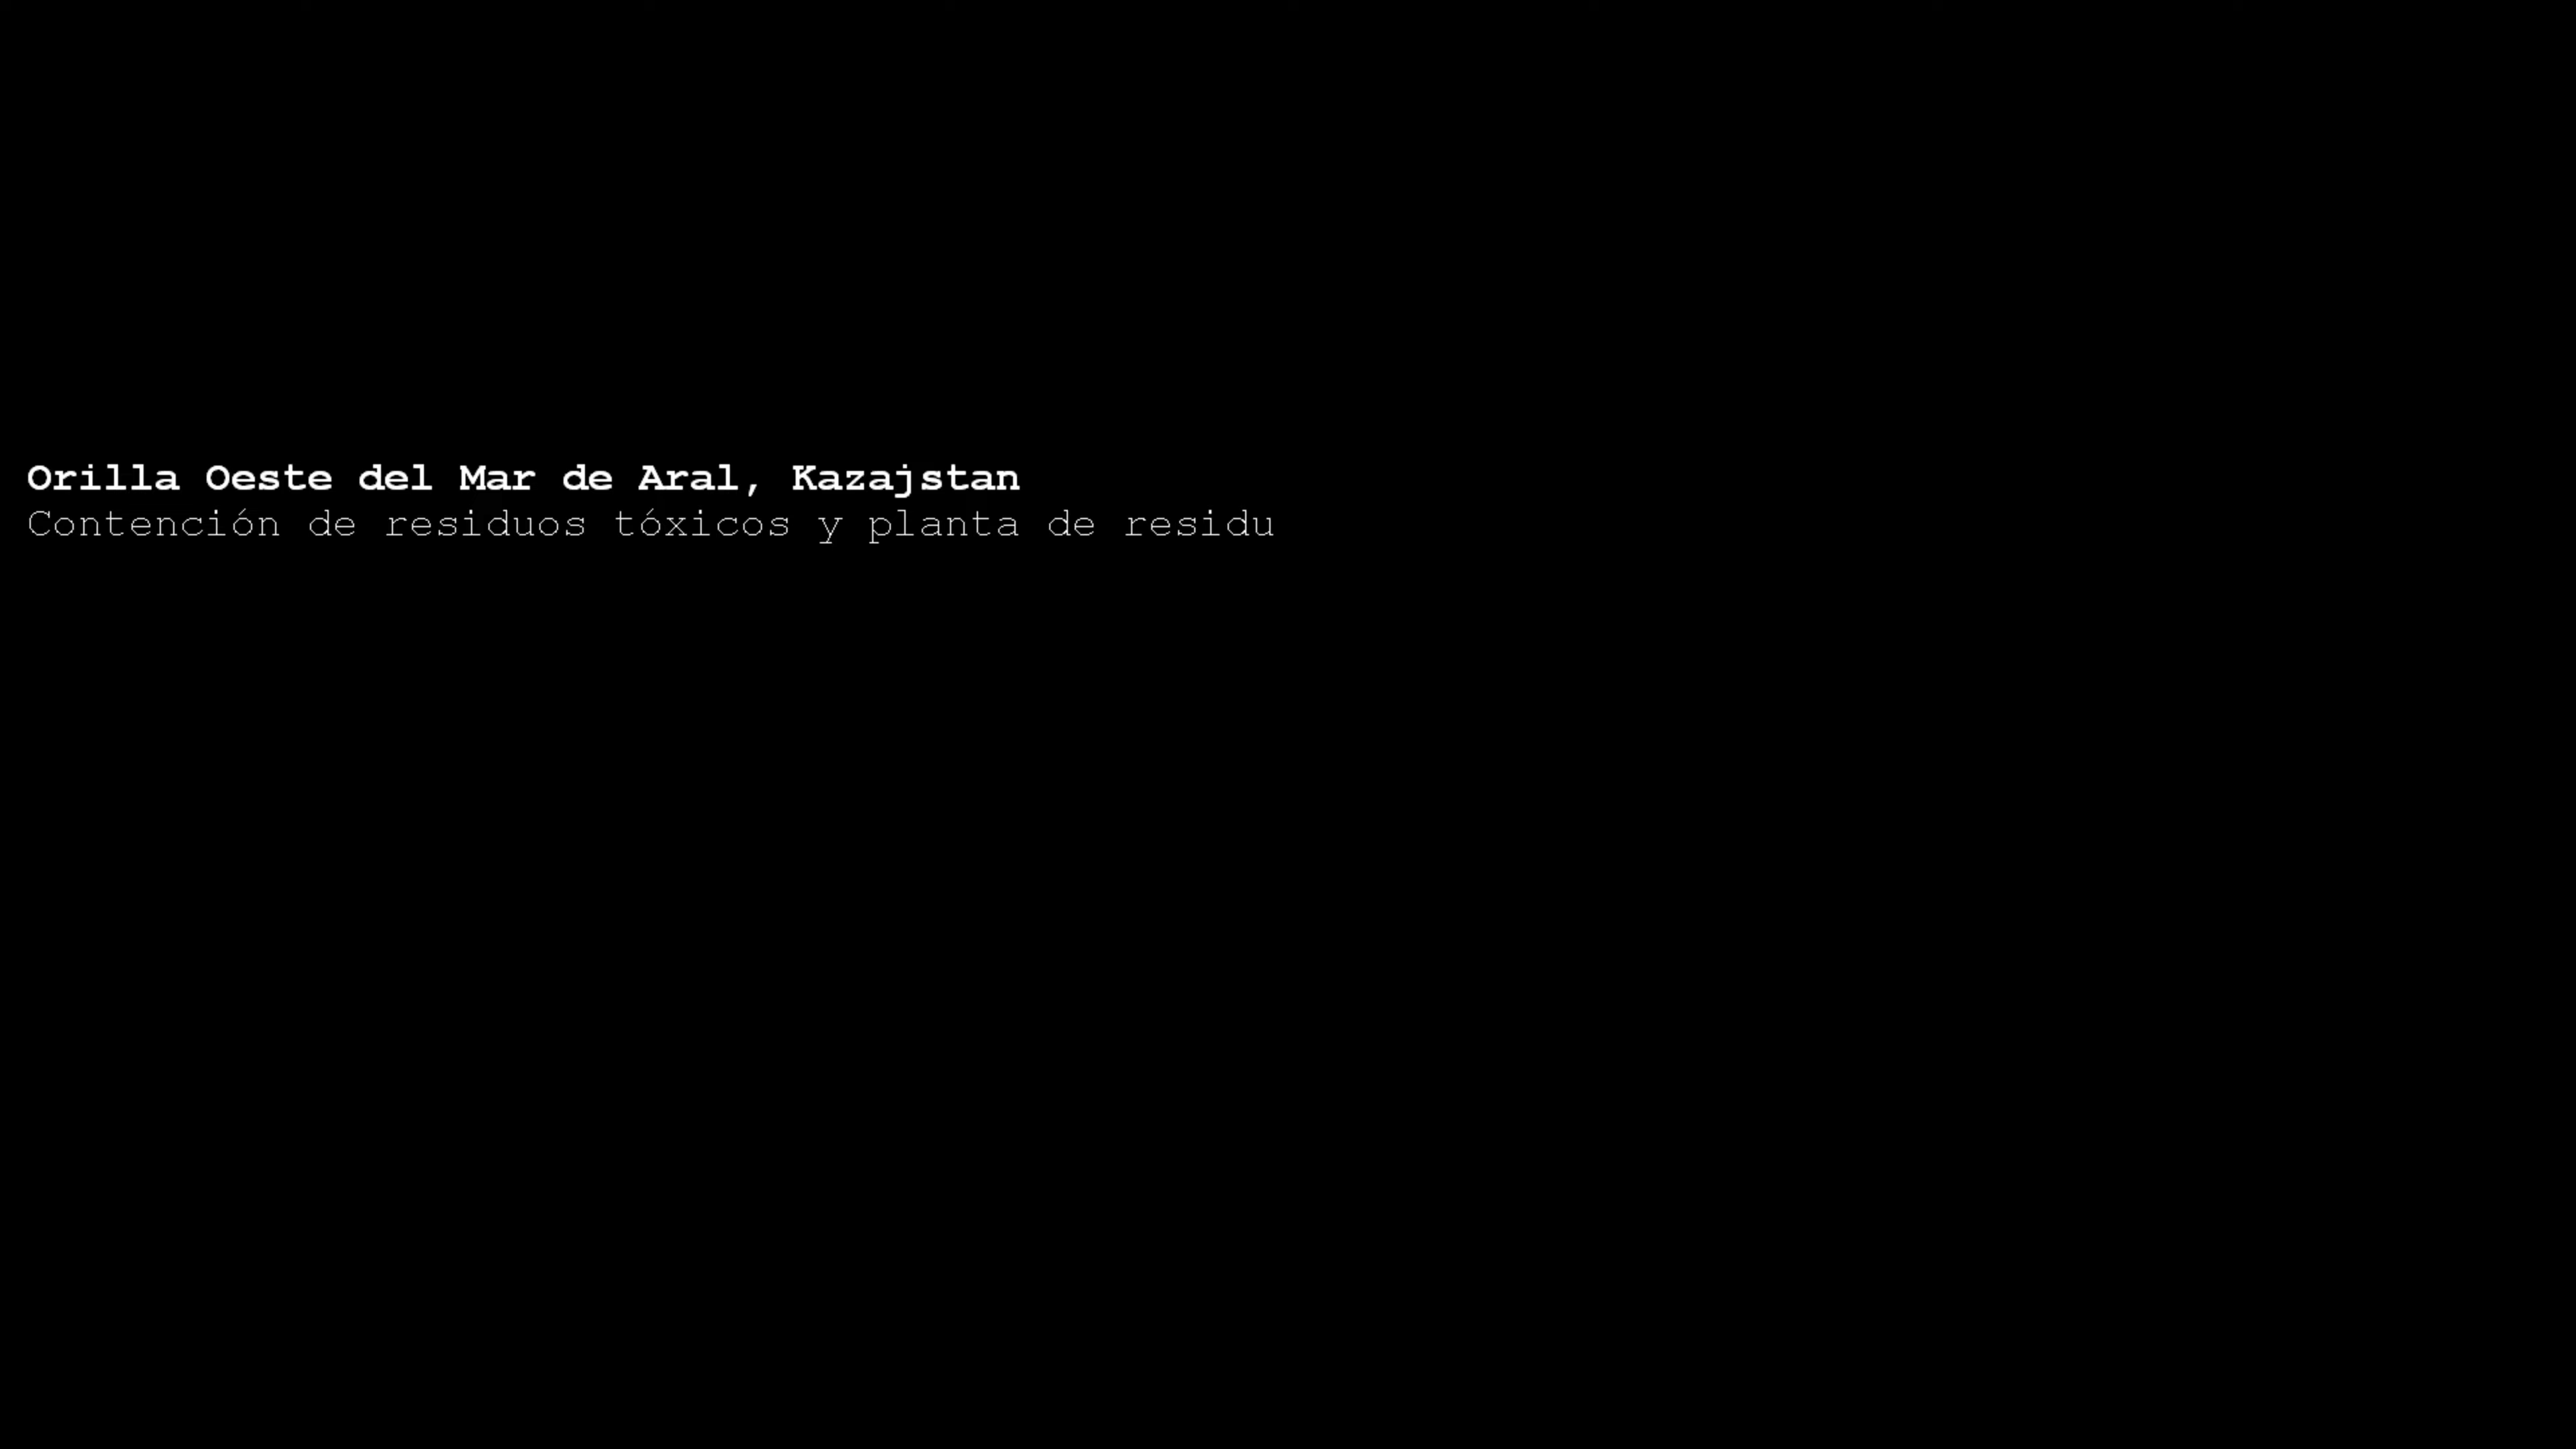 Orilla Oeste del Mar de Aral, Kazajstan
Contención de residuos tóxicos y planta de residu